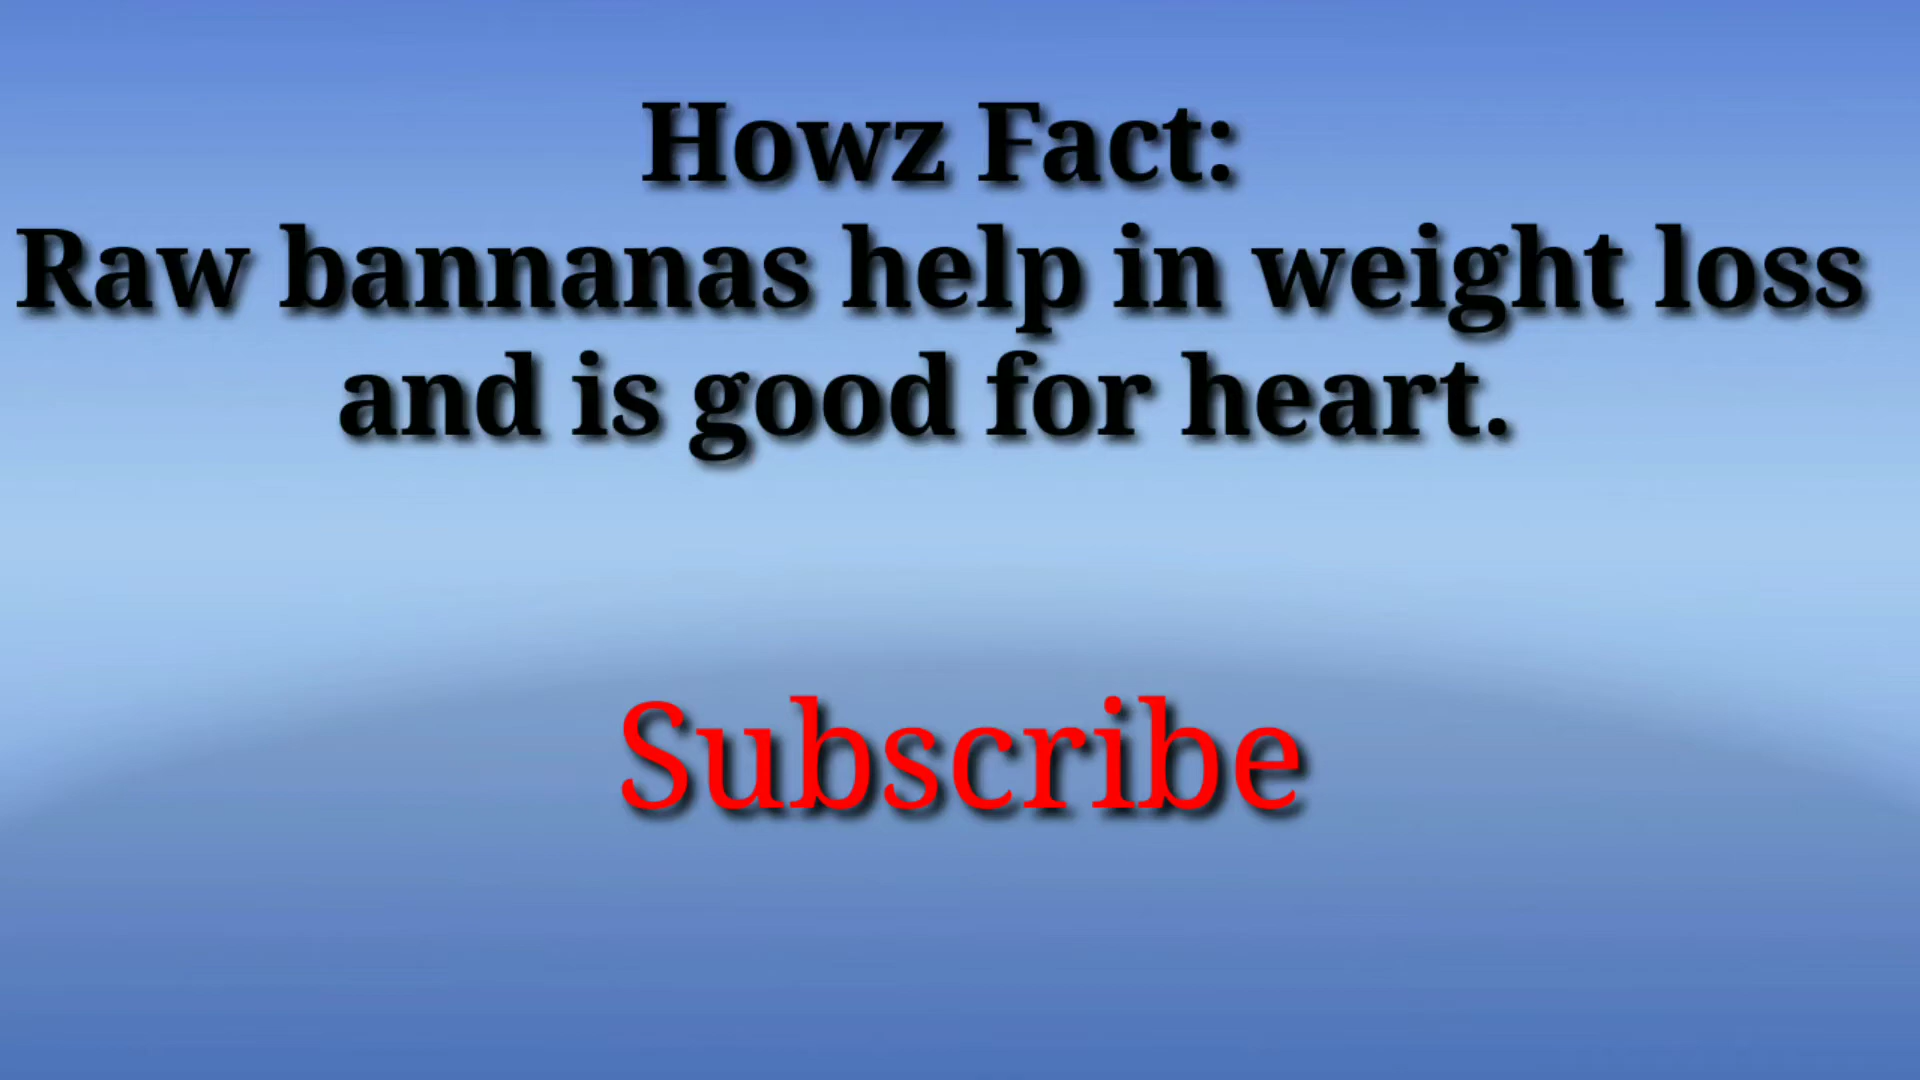 Howz Fact:
Raw bannanas help in weight loss
and is good for heart.
Subscribe